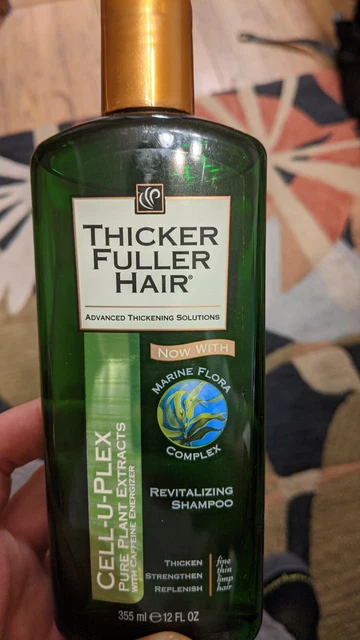 THICKER
FULLER
HAIR®
ADVANCED THICKENING SOLUTIONS
NOW WITH
MARINE FLORA
COMPLEX
REVITALIZING
SHAMPOO
CELL-U-PLEX
PURE PLANT EXTRACTS
WITH CAFFEINE ENERGIZER
THICKEN
STRENGTHEN
REPLENISH
fine
thin
limp
hair
355 ml ℮ 12 FL OZ